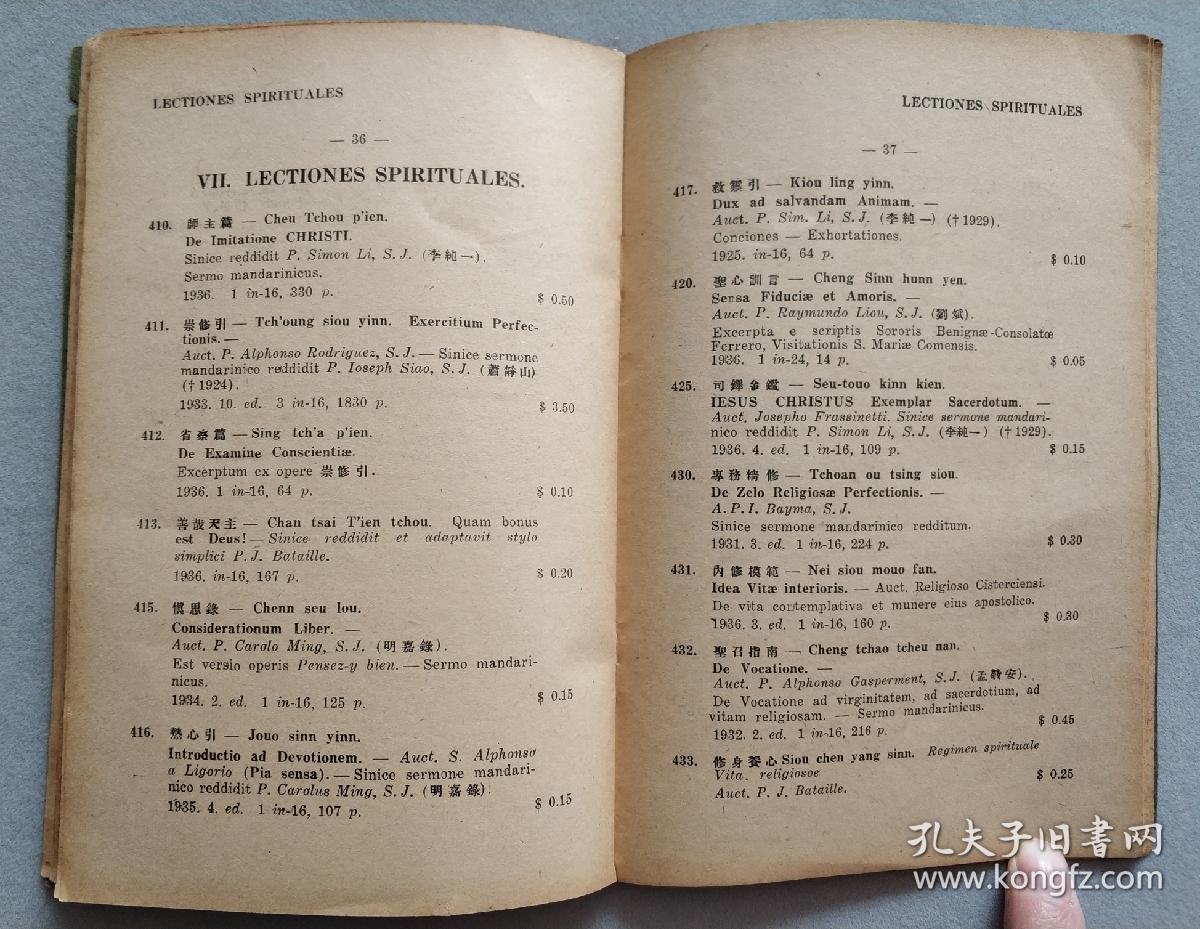 LECTIONES SPIRITUALES
— 36 —
VII. LECTIONES SPIRITUALES.
410. 師主篇 — Cheu Tchou p'ien.
De Imitatione CHRISTI.
Sinice reddidit P. Simon Li, S. J. (李純一).
Sermo mandarinicus.
1936. 1 in-16, 330 p. $ 0.50
411. 崇修引 — Tch'oung siou yinn. Exercitium Perfec-
tionis. —
Auct. P. Alphonso Rodriguez, S. J. — Sinice sermone
mandarinico reddidit P. Ioseph Siao, S. J. (蕭靜山)
(† 1924).
1933. 10. ed. 3 in-16, 1830 p. $ 3.50
412. 省察篇 — Sing tch'a p'ien.
De Examine Conscientiæ.
Excerptum ex opere 崇修引.
1936. 1 in-16, 64 p. $ 0.10
413. 善哉天主 — Chan tsai T'ien tchou. Quam bonus
est Deus! — Sinice reddidit et adaptavit stylo
simplici P. J. Bataille.
1936. in-16, 167 p. $ 0.20
415. 慎思錄 — Chenn seu lou.
Considerationum Liber. —
Auct. P. Carolo Ming, S. J. (明嘉錄).
Est versio operis Pensez-y bien. — Sermo mandari-
nicus.
1934. 2. ed. 1 in-16, 125 p. $ 0.15
416. 熱心引 — Jouo sinn yinn.
Introductio ad Devotionem. — Auct. S. Alphonso
a Ligorio (Pia sensa). — Sinice sermone mandari-
nico reddidit P. Carolus Ming, S. J. (明嘉錄).
1935. 4. ed. 1 in-16, 107 p. $ 0.15
LECTIONES SPIRITUALES
— 37 —
417. 救靈引 — Kiou ling yinn.
Dux ad salvandam Animam. —
Auct. P. Sim. Li, S. J. (李純一) († 1929).
Conciones — Exhortationes.
1925. in-16, 64 p. $ 0.10
420. 聖心訓言 — Cheng Sinn hunn yen.
Sensa Fiduciæ et Amoris. —
Auct. P. Raymundo Liou, S. J. (劉斌).
Excerpta e scriptis Sororis Benignæ-Consolatæ
Ferrero, Visitationis S. Mariæ Comensis.
1936. 1 in-24, 14 p. $ 0.05
425. 司鐸金鑑 — Seu-touo kinn kien.
IESUS CHRISTUS Exemplar Sacerdotum. —
Auct. Josepho Frassinetti. Sinice sermone mandari-
nico reddidit P. Simon Li, S. J. (李純一) († 1929).
1936. 4. ed. 1 in-16, 109 p. $ 0.15
430. 專務精修 — Tchoan ou tsing siou.
De Zelo Religiosæ Perfectionis. —
A. P. I. Bayma, S. J.
Sinice sermone mandarinico redditum.
1931. 3. ed. 1 in-16, 224 p. $ 0.30
431. 內修模範 — Nei siou mouo fan.
Idea Vitæ interioris. — Auct. Religioso Cisterciensi.
De vita contemplativa et munere eius apostolico.
1936. 3. ed. 1 in-16, 160 p. $ 0.30
432. 聖召指南 — Cheng tchao tcheu nan.
De Vocatione. —
Auct. P. Alphonso Gasperment, S. J. (孟安).
De Vocatione ad virginitatem, ad sacerdotium, ad
vitam religiosam. — Sermo mandarinicus.
1932. 2. ed. 1 in-16, 216 p. $ 0.45
433. 修身養心 Siou chen yang sinn. Regimen spirituale
Vita. religiosoe $ 0.25
Auct. P. J. Bataille.
孔夫子旧书网
www.kongfz.com